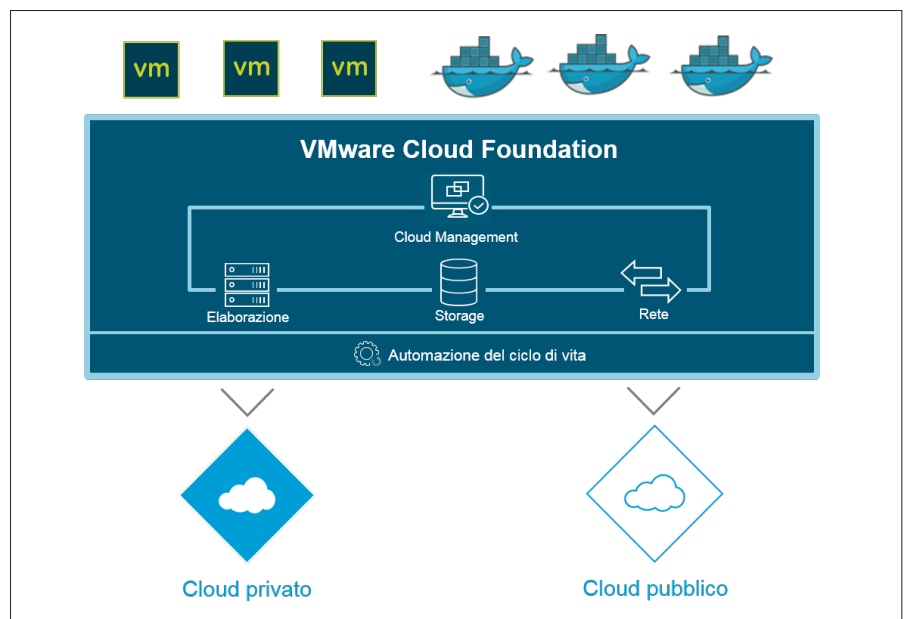 vm vm vm
VMware Cloud Foundation
Cloud Management
Elaborazione Storage Rete
Automazione del ciclo di vita
Cloud privato Cloud pubblico